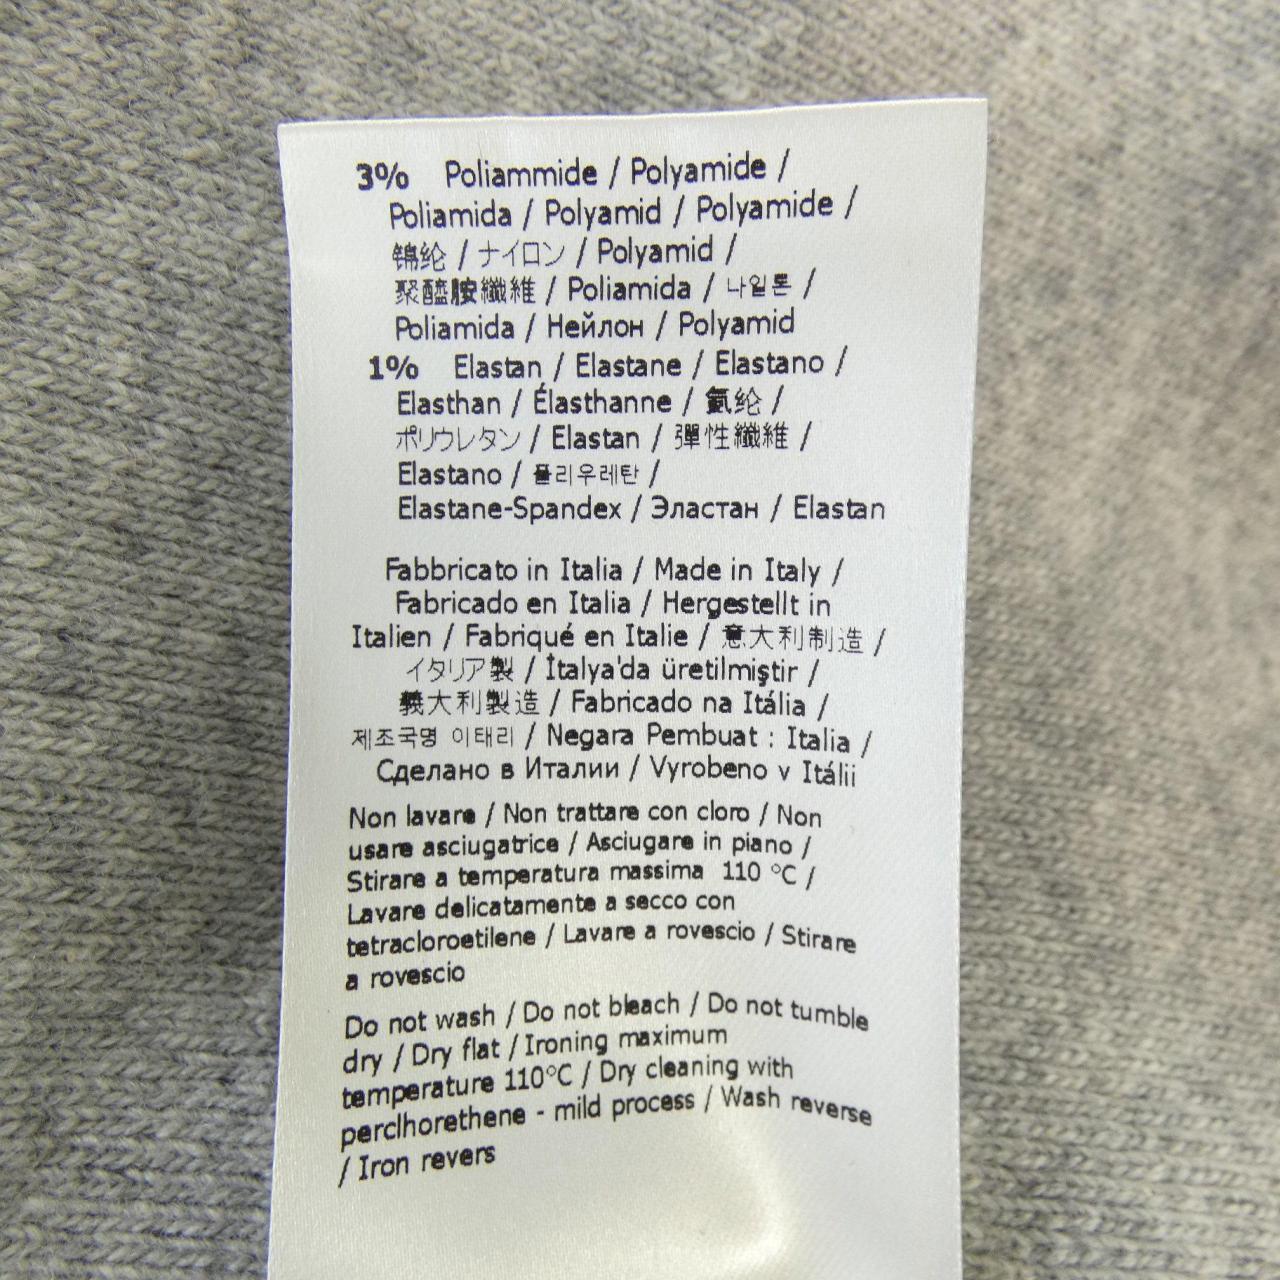 3% Poliammide / Polyamide /
Poliamida / Polyamid / Polyamide /
锦纶 / ナイロン / Polyamid /
聚醯胺纖維 / Poliamida / 나일론 /
Poliamida / Нейлон / Polyamid
1% Elastan / Elastane / Elastano /
Elasthan / Élasthanne / 氨纶 /
ポリウレタン / Elastan / 彈性纖維 /
Elastano / 폴리우레탄 /
Elastane-Spandex / Эластан / Elastan
Fabbricato in Italia / Made in Italy /
Fabricado en Italia / Hergestellt in
Italien / Fabriqué en Italie / 意大利制造 /
イタリア製 / İtalya'da üretilmiştir /
義大利製造 / Fabricado na Itália /
제조국명 이태리 / Negara Pembuat : Italia /
Сделано в Италии / Vyrobeno v Itálii
Non lavare / Non trattare con cloro / Non
usare asciugatrice / Asciugare in piano /
Stirare a temperatura massima 110 °C /
Lavare delicatamente a secco con
tetracloroetilene / Lavare a rovescio / Stirare
a rovescio
Do not wash / Do not bleach / Do not tumble
dry / Dry flat / Ironing maximum
temperature 110°C / Dry cleaning with
perclhorethene - mild process / Wash reverse
/ Iron revers